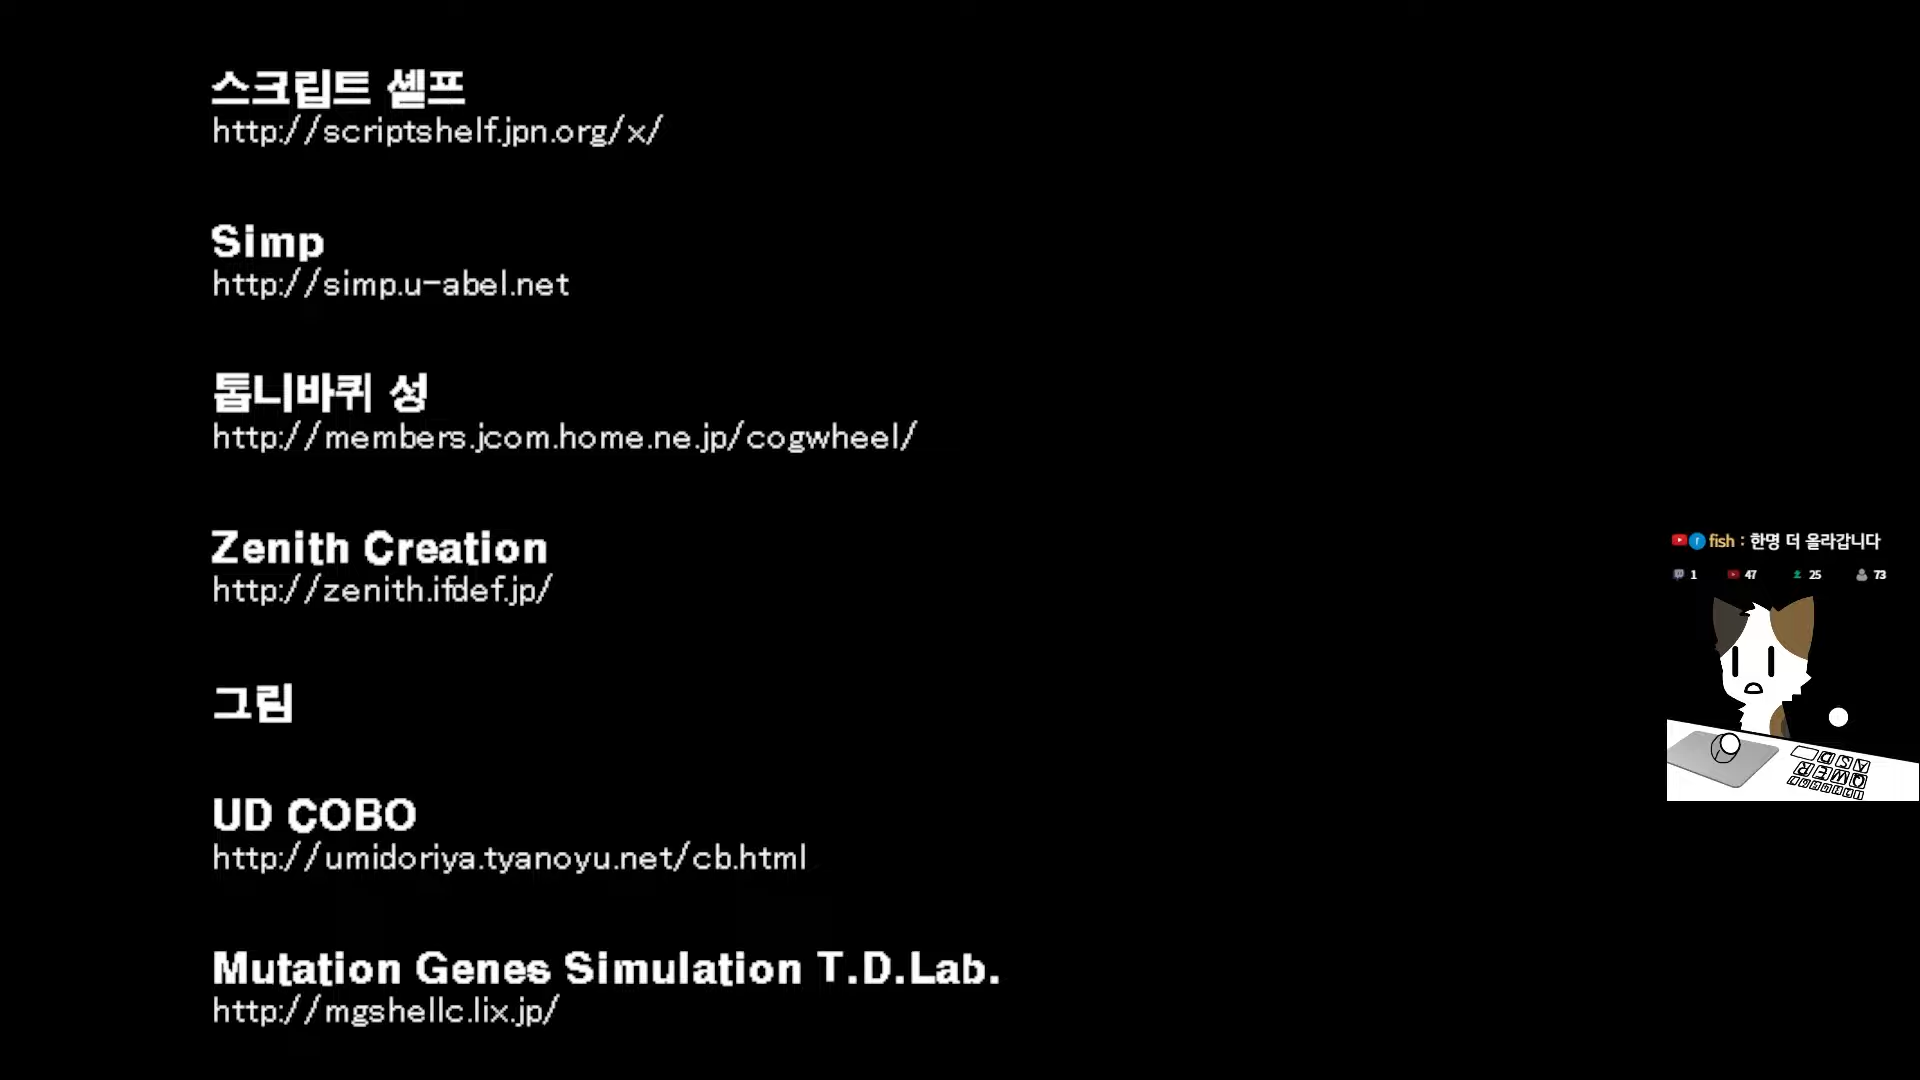 스크립트 셸프
http://scriptshelf.jpn.org/x/
Simp
http://simp.u-abel.net
톱니바퀴 성
http://members.jcom.home.ne.jp/cogwheel/
Zenith Creation
http://zenith.ifdef.jp/
그림
UD COBO
http://umidoriya.tyanoyu.net/cb.html
Mutation Genes Simulation T.D.Lab.
http://mgshellc.lix.jp/
fish : 한명 더 올라갑니다
1 47 25 73
A S D
Q W E R